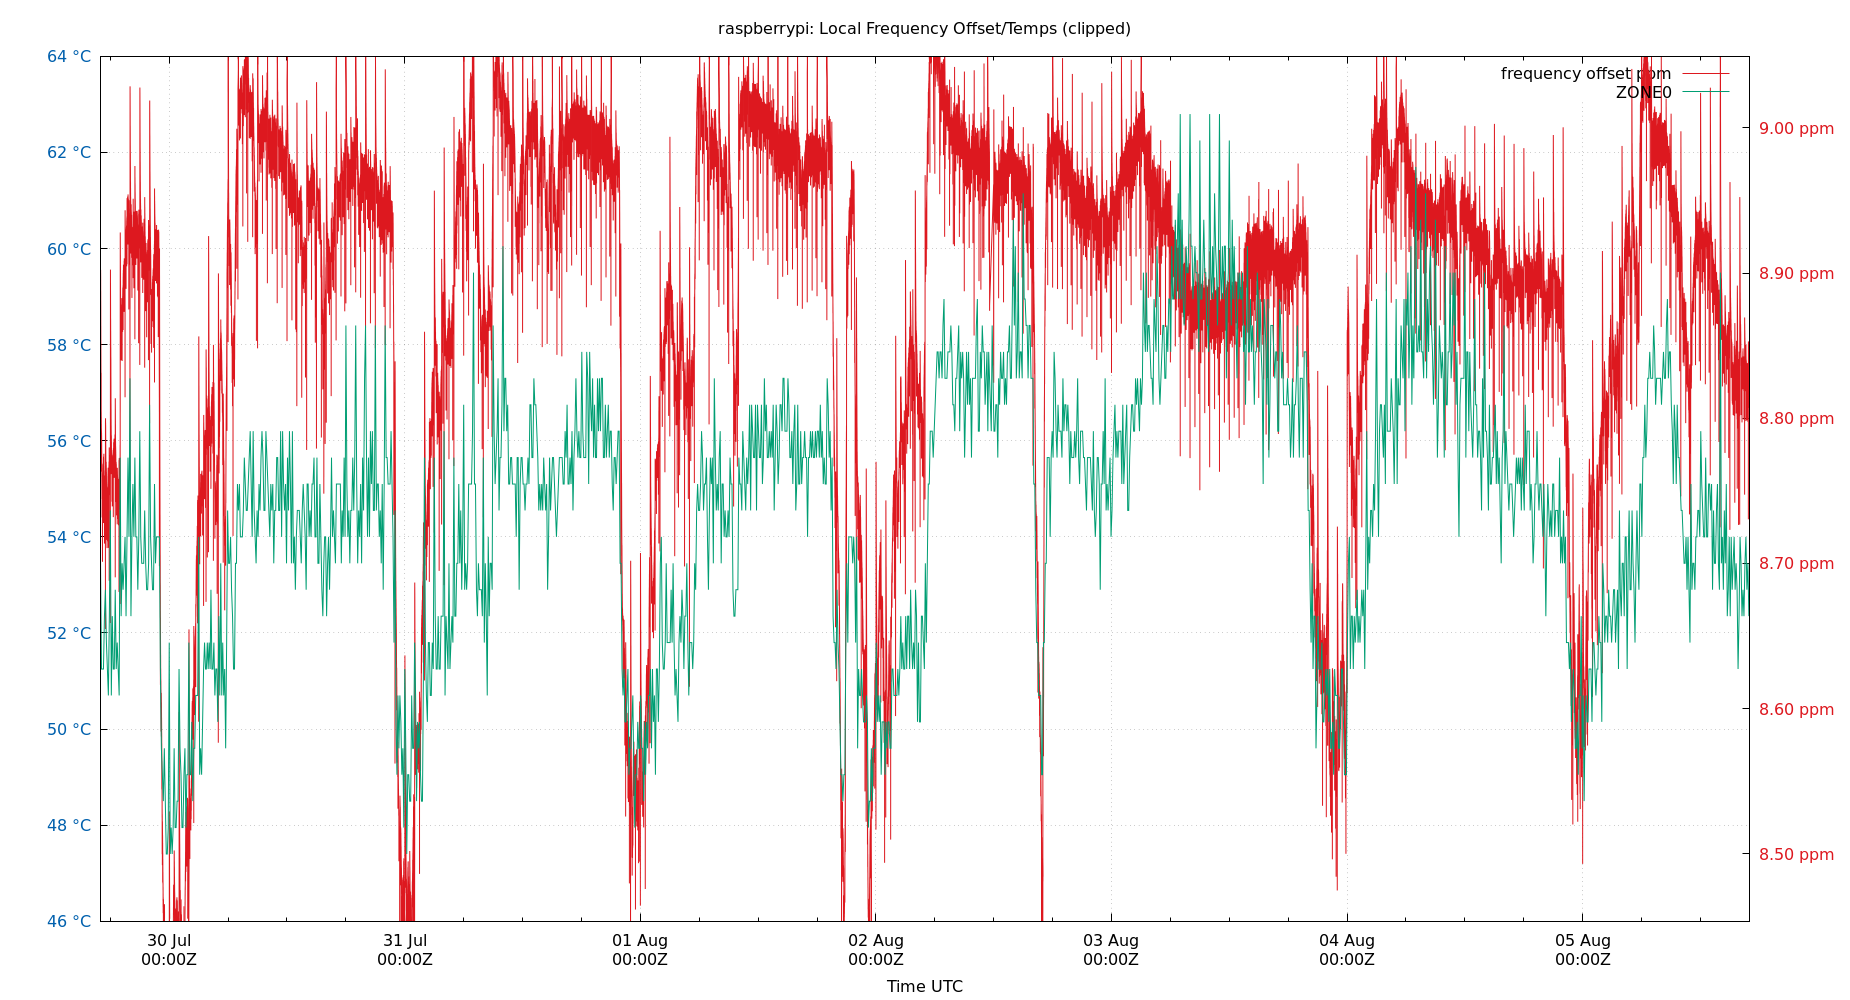 raspberrypi: Local Frequency Offset/Temps (clipped)
64 °C
62 °C
60 °C
58 °C
56 °C
54 °C
52 °C
50 °C
48 °C
46 °C
frequency offset ppm
ZONE0
9.00 ppm
8.90 ppm
8.80 ppm
8.70 ppm
8.60 ppm
8.50 ppm
30 Jul
00:00Z
31 Jul
00:00Z
01 Aug
00:00Z
02 Aug
00:00Z
03 Aug
00:00Z
04 Aug
00:00Z
05 Aug
00:00Z
Time UTC